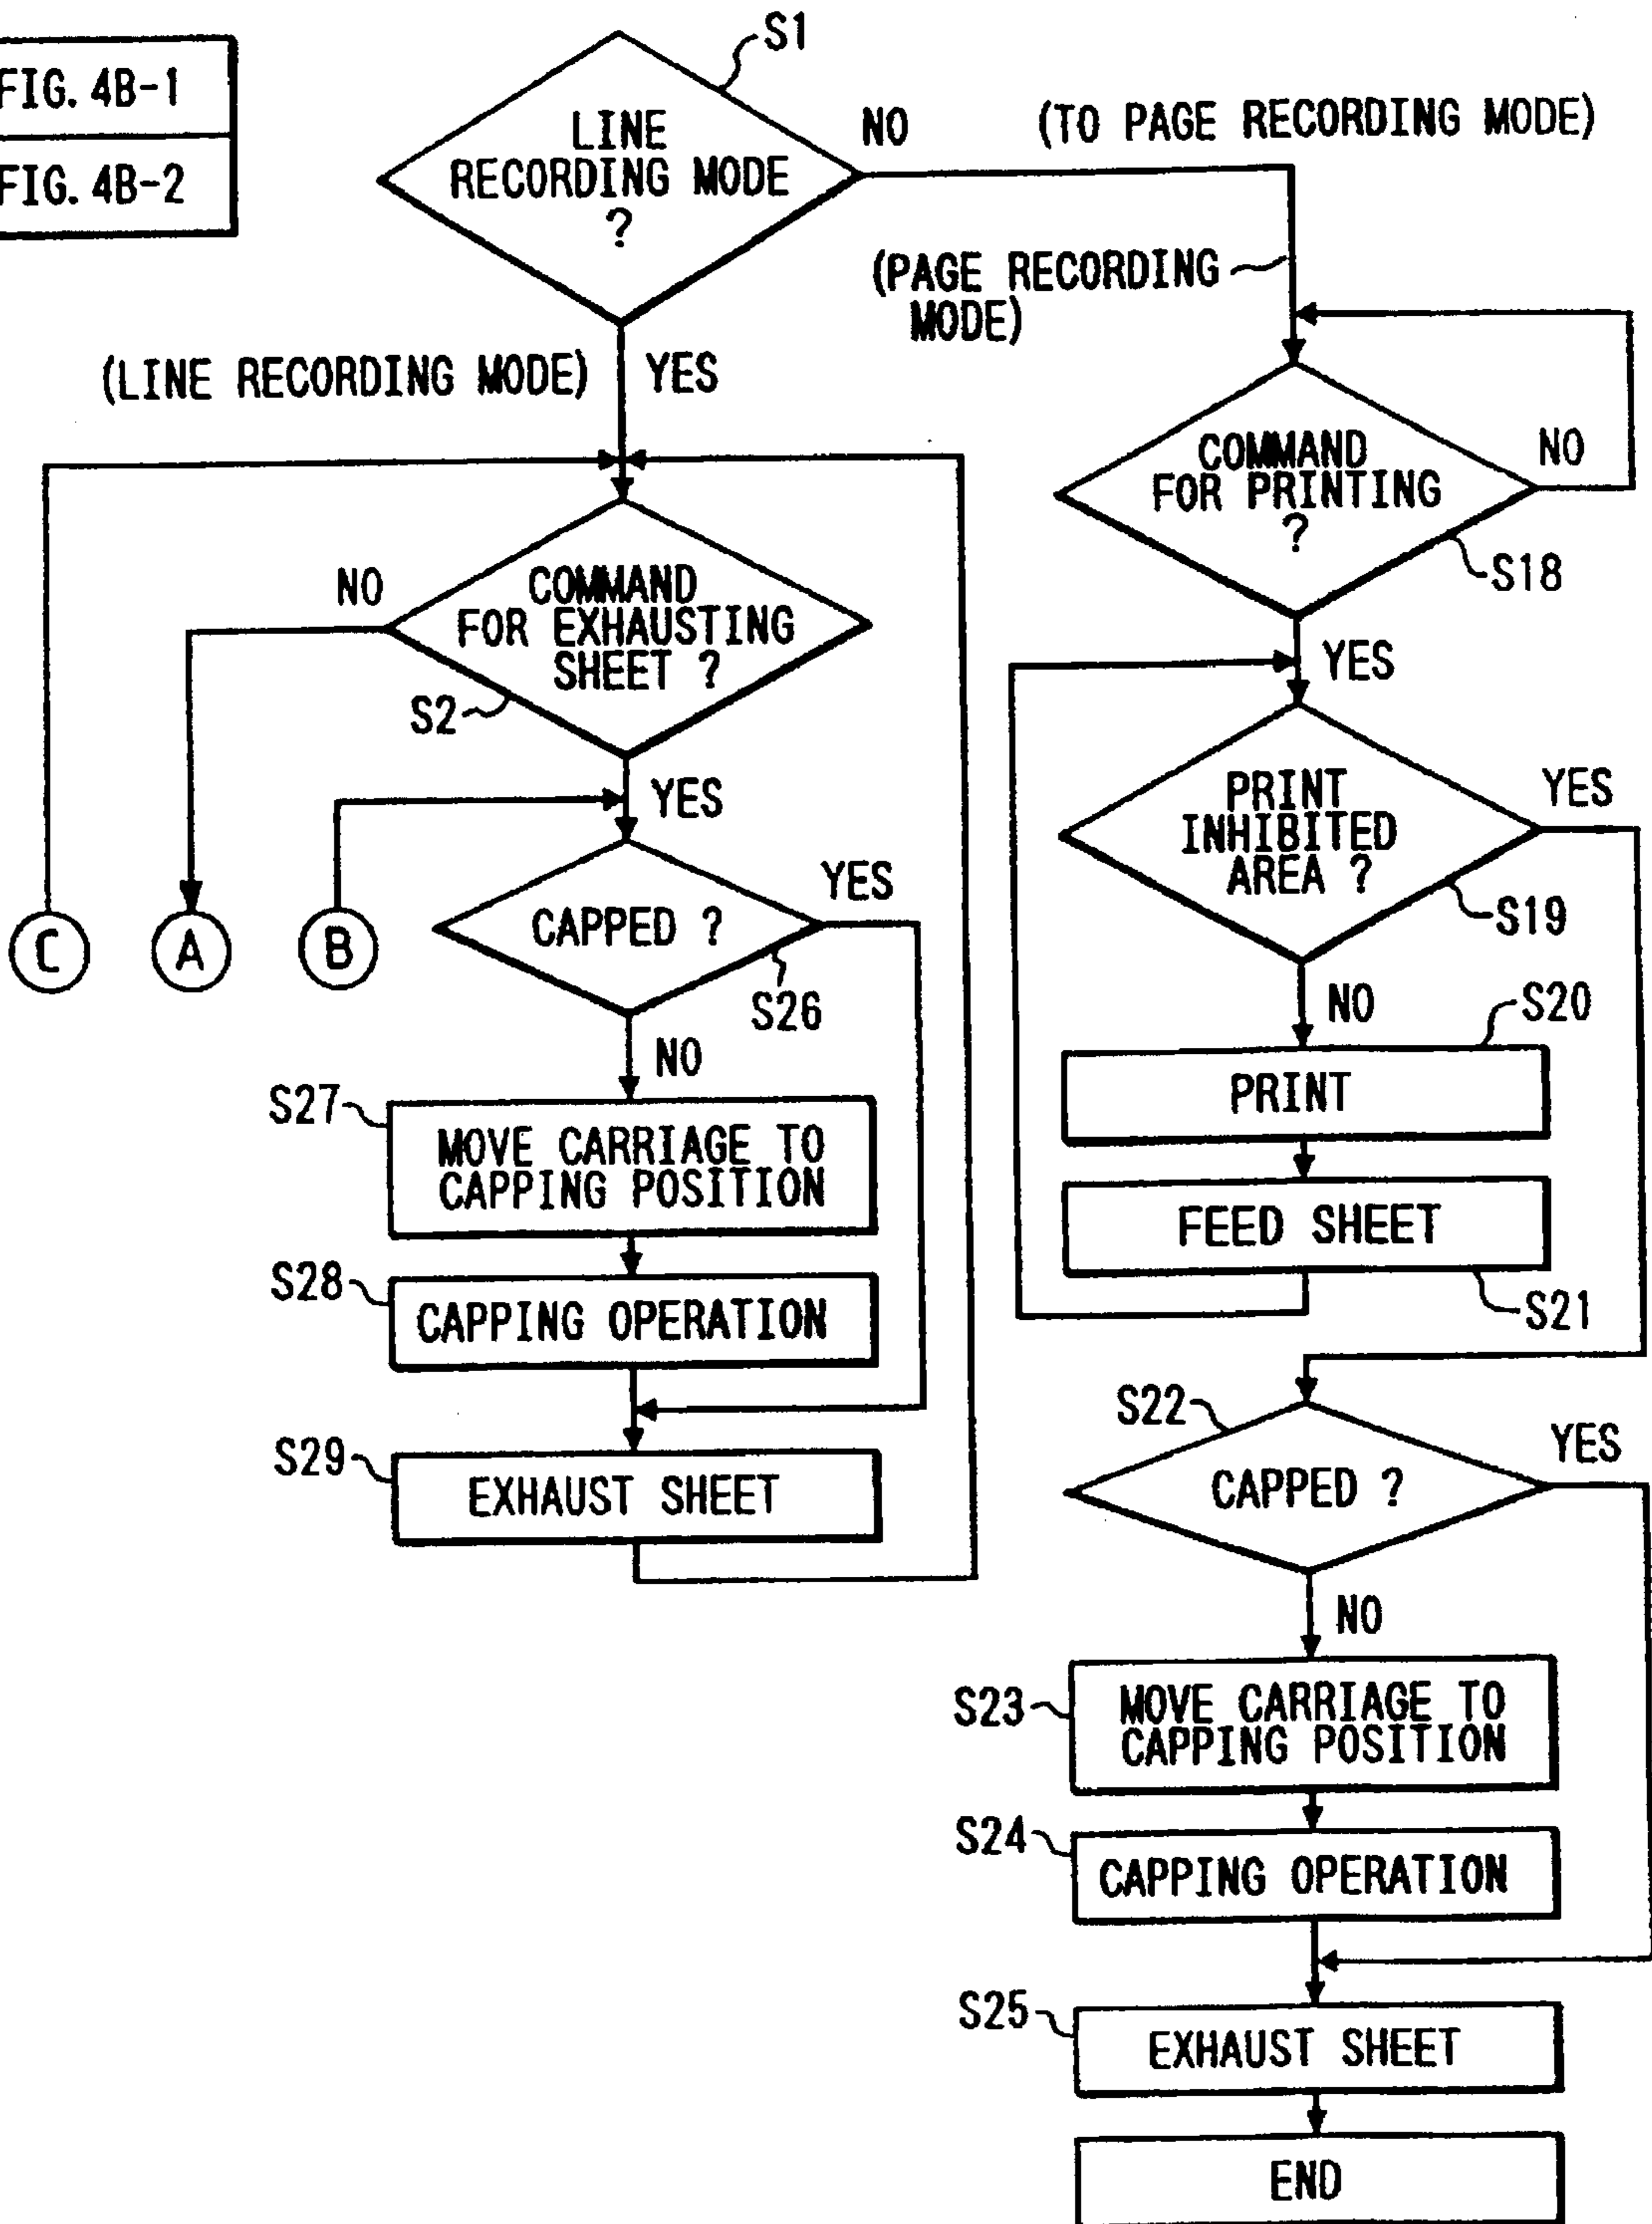 FIG. 4B-1
FIG. 4B-2
S1
LINE
RECORDING MODE
?
NO
(TO PAGE RECORDING MODE)
(PAGE RECORDING
MODE)
(LINE RECORDING MODE)
YES
COMMAND
FOR EXHAUSTING
SHEET ?
NO
S2
YES
C
A
B
CAPPED ?
YES
S26
NO
S27
MOVE CARRIAGE TO
CAPPING POSITION
S28
CAPPING OPERATION
S29
EXHAUST SHEET
COMMAND
FOR PRINTING
?
NO
S18
YES
PRINT
INHIBITED
AREA ?
YES
S19
NO
S20
PRINT
FEED SHEET
S21
S22
CAPPED ?
YES
NO
S23
MOVE CARRIAGE TO
CAPPING POSITION
S24
CAPPING OPERATION
S25
EXHAUST SHEET
END